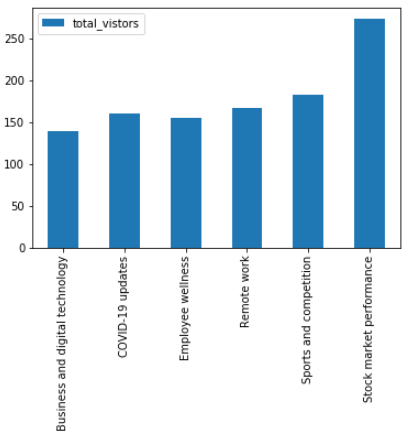 total_vistors
250
200
150
100
50
0
Business and digital technology
COVID-19 updates
Employee wellness
Remote work
Sports and competition
Stock market performance